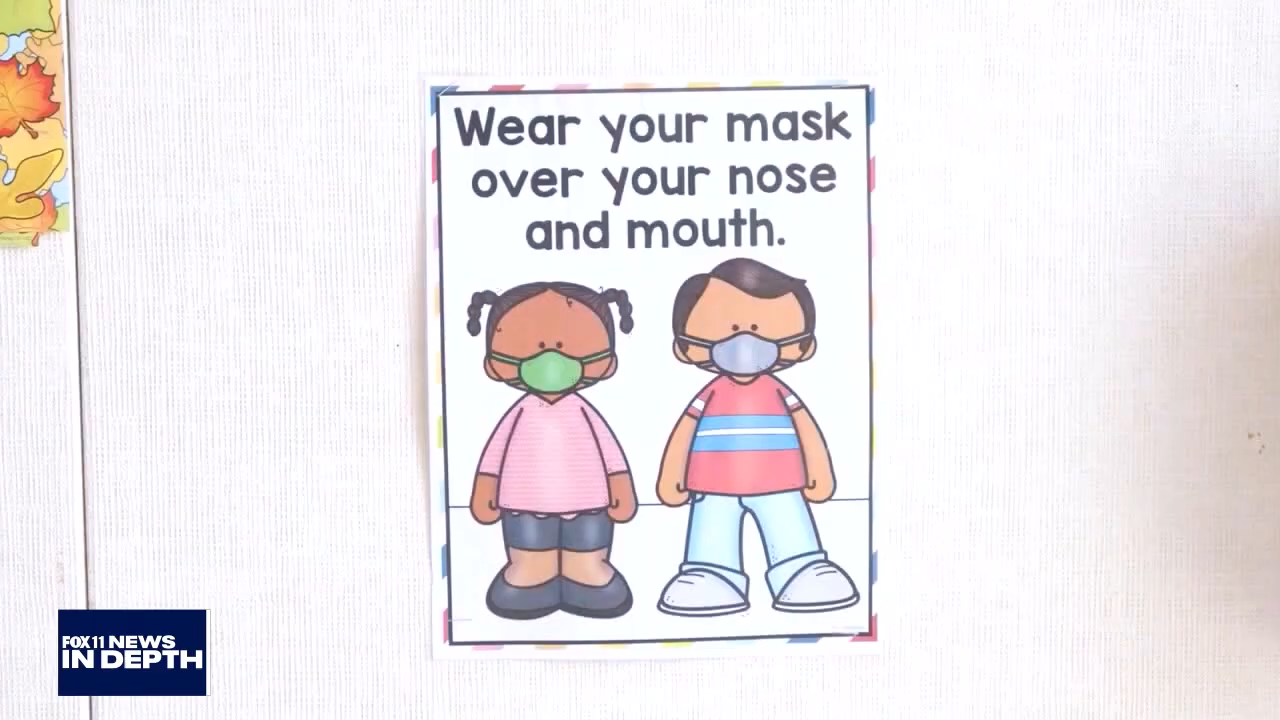 Wear your mask
over your nose
and mouth.
FOX 11 NEWS
IN DEPTH